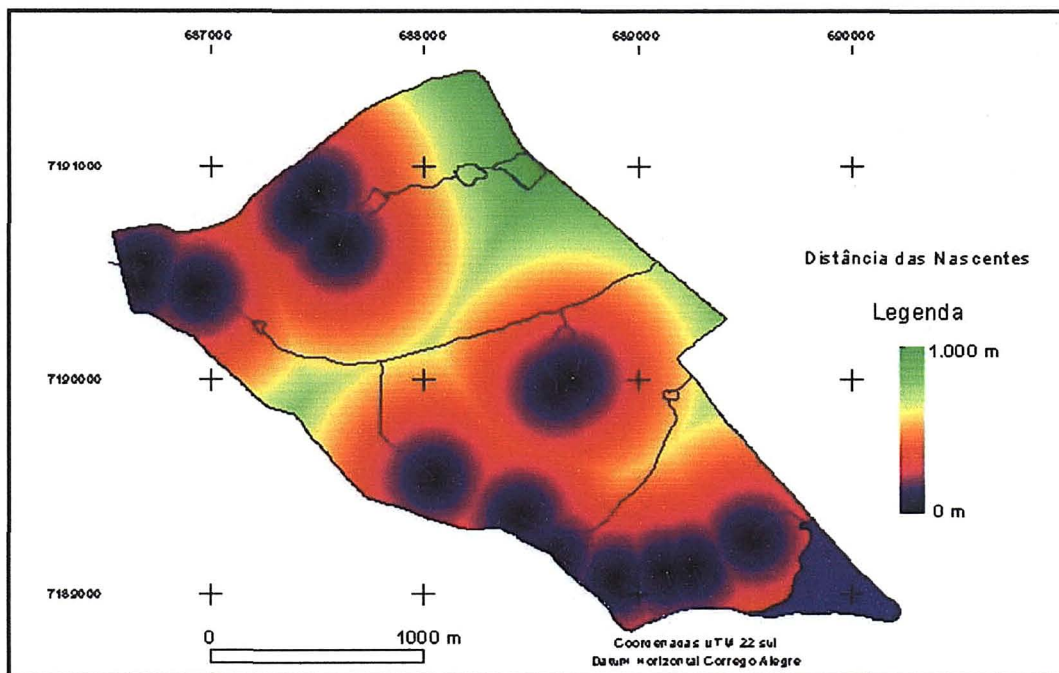 687000 688000 689000 690000
7191000
Distância das Nascentes
Legenda
1.000 m
7190000
0 m
7189000
0 1000 m
Coordenadas UTM 22 sul
Datum Horizontal Corrego Alegre